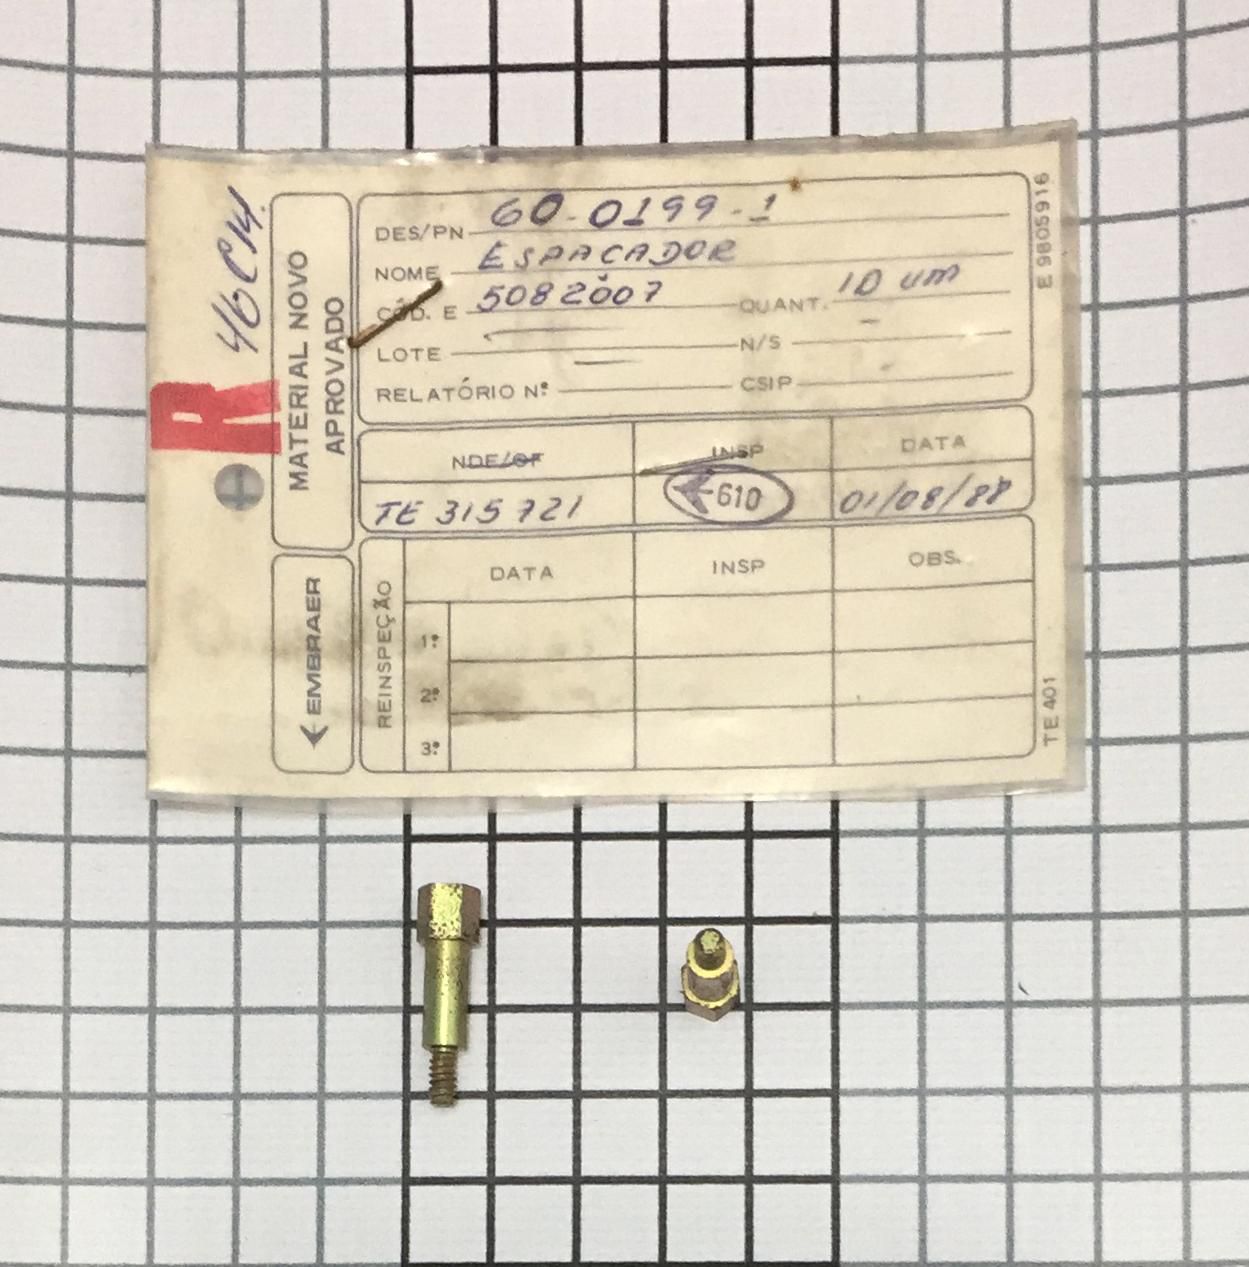 46C14.
R
MATERIAL NOVO
APROVADO
DES/PN 60-0199-1
NOME ESPACADOR
CÓD. E 5082007 QUANT. 10 um
LOTE N/S
RELATÓRIO Nº CSIP
NDE/OF INSP DATA
TE 315 721 610 01/08/88
EMBRAER
REINSPEÇÃO
DATA INSP OBS.
1º
2º
3º
E 9805916
TE 401